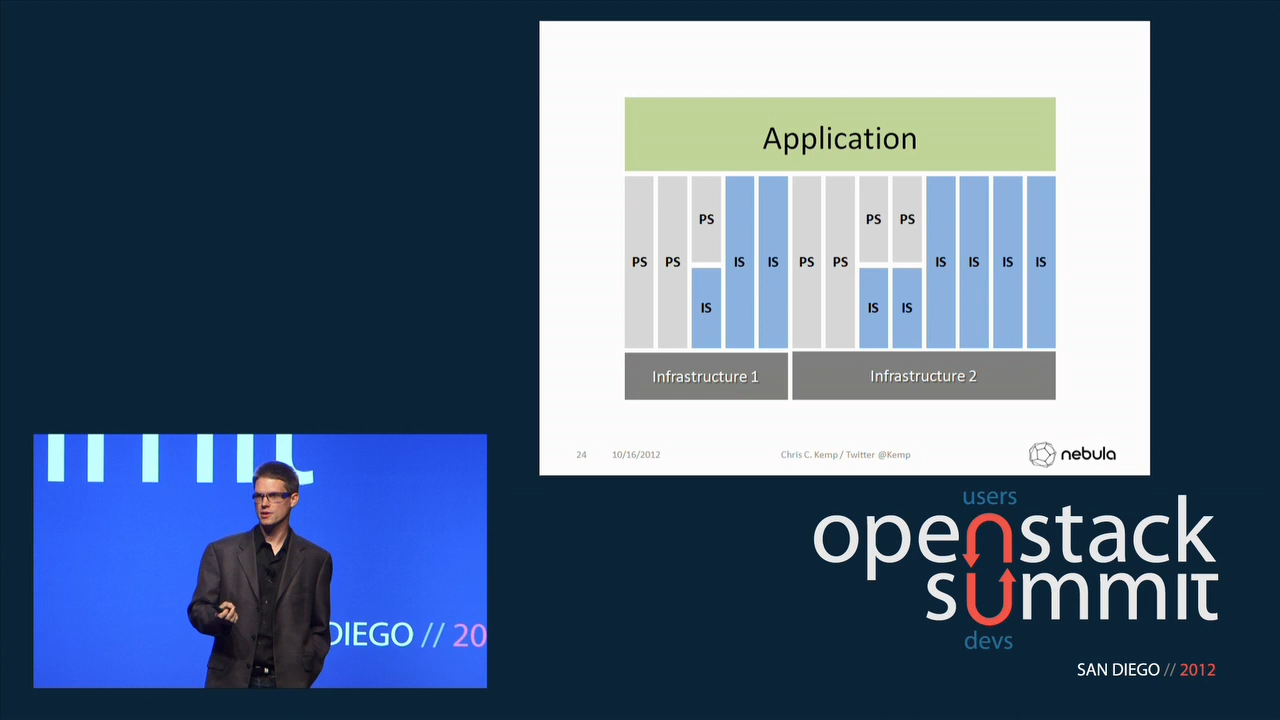 Application
PS PS PS IS IS PS PS PS PS IS IS IS IS
IS IS IS
Infrastructure 1 Infrastructure 2
24 10/16/2012 Chris C. Kemp / Twitter @Kemp nebula
users
openstack
summit
devs
SAN DIEGO // 2012
DIEGO // 20